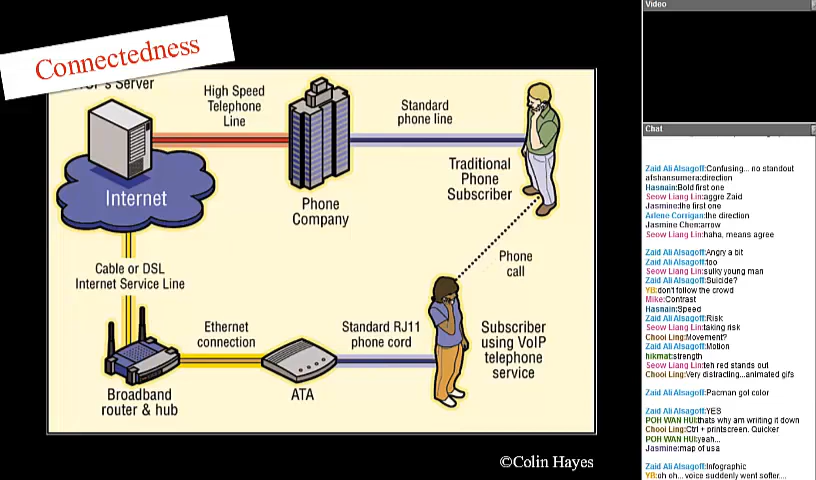 Connectedness
Server
High Speed
Telephone
Line
Standard
phone line
Traditional
Phone
Subscriber
Internet
Phone
Company
Phone
call
Cable or DSL
Internet Service Line
Ethernet
connection
Standard RJ11
phone cord
Subscriber
using VoIP
telephone
service
Broadband
router & hub
ATA
©Colin Hayes
Video
Chat
Zaid Ali Alsagoff:Confusing... no standout
afshansumera:direction
Hasnain:Bold first one
Seow Liang Lin:aggre Zaid
Jasmine:the first one
Arlene Corrigan:the direction
Jasmine Chen:arrow
Seow Liang Lin:haha, means agree
Zaid Ali Alsagoff:Angry a bit
Zaid Ali Alsagoff:too
Seow Liang Lin:sulky young man
Zaid Ali Alsagoff:Suicide?
YB:don't follow the crowd
Mike:Contrast
Hasnain:Speed
Zaid Ali Alsagoff:Risk
Seow Liang Lin:taking risk
Chooi Ling:Movement?
Zaid Ali Alsagoff:Motion
hikmat:strength
Seow Liang Lin:teh red stands out
Chooi Ling:Very distracting...animated gifs
Zaid Ali Alsagoff:Pacman got color
Zaid Ali Alsagoff:YES
POH WAN HUI:thats why am writing it down
Chooi Ling:Ctrl + printscreen. Quicker
POH WAN HUI:yeah...
Jasmine:map of usa
Zaid Ali Alsagoff:Infographic
YB:oh oh... voice suddenly went softer....